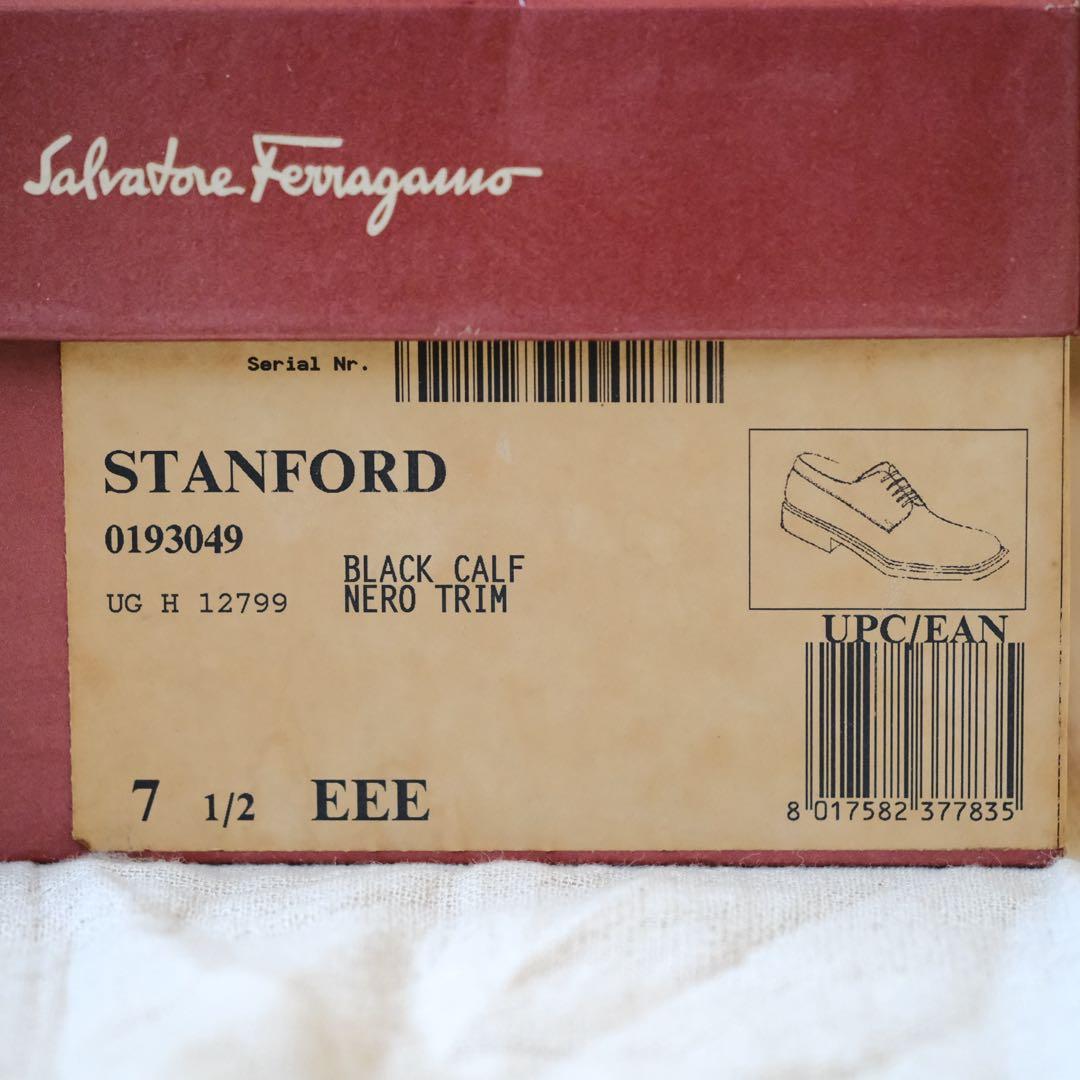 Salvatore Ferragamo
Serial Nr.
STANFORD
0193049
BLACK CALF
UG H 12799 NERO TRIM
UPC/EAN
7 1/2 EEE
8 017582 377835